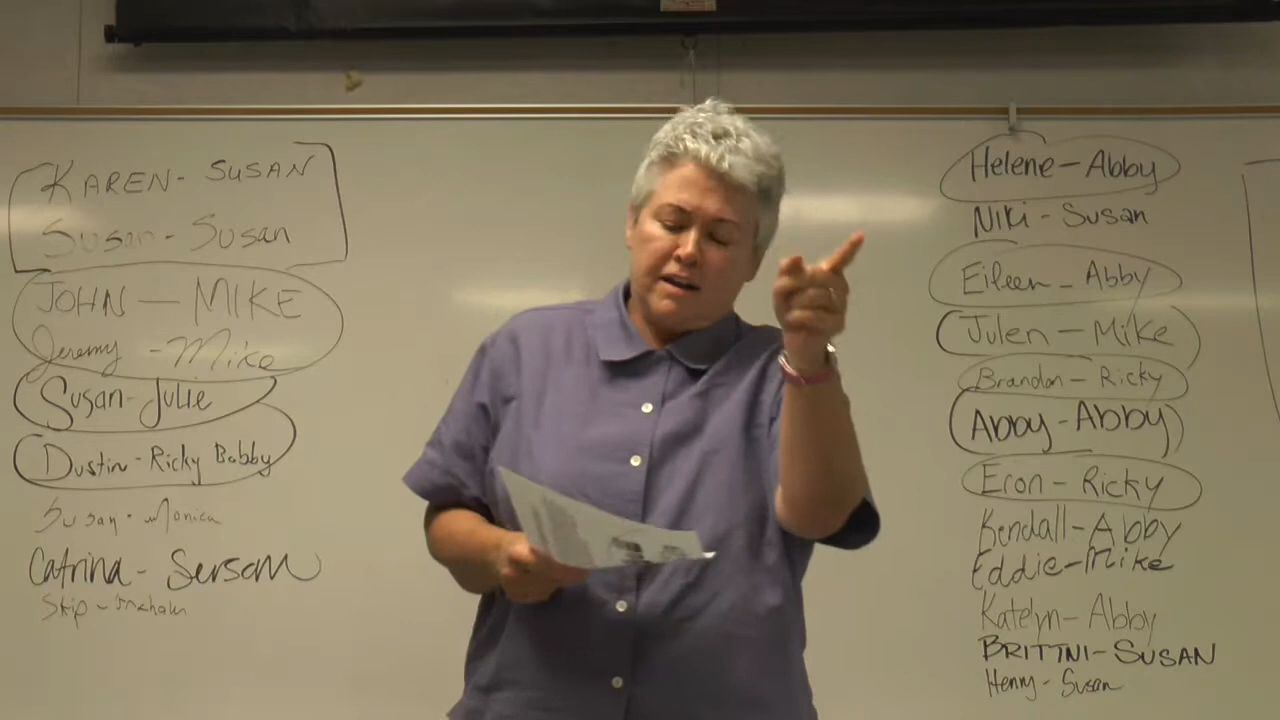 KAREN - SUSAN
Susan - Susan
JOHN — MIKE
Jeremy - Mike
Susan - Julie
Dustin - Ricky Bobby
Susan - Monica
Catrina -
Skip -
Helene - Abby
Niki - Susan
Eileen - Abby
Julen - Mike
Brandon - Ricky
Abby - Abby
Eron - Ricky
Kendall - Abby
Eddie - Mike
Katelyn - Abby
BRITTNI - SUSAN
Henry - Susan